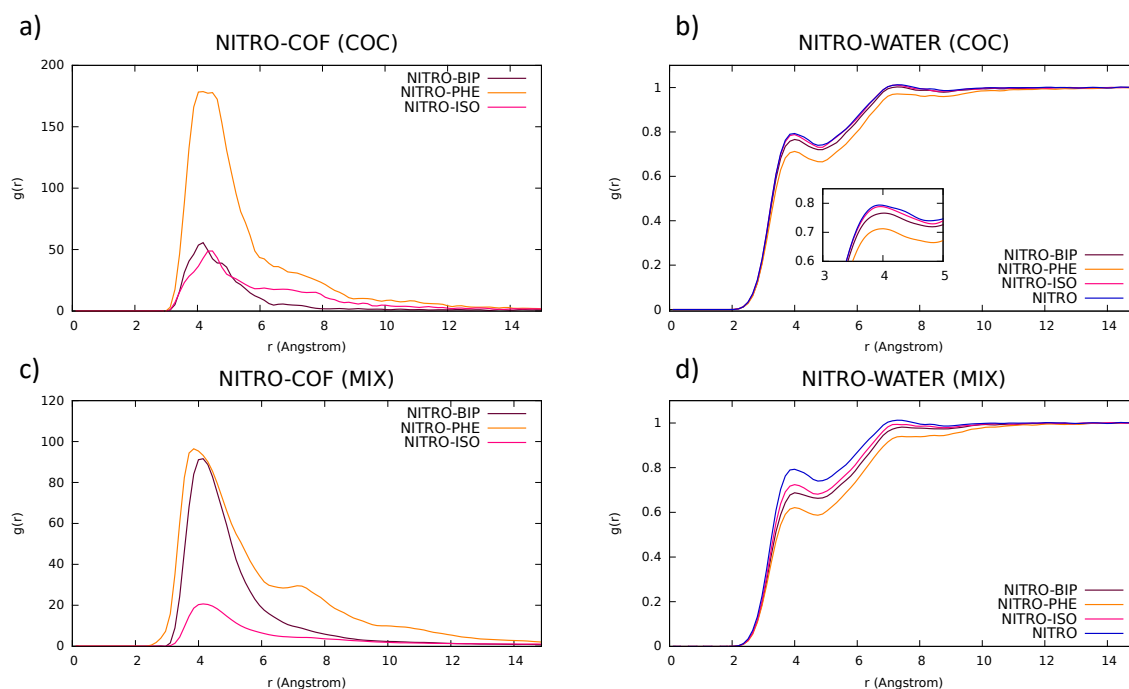 a)
NITRO-COF (COC)
g(r)
200
150
100
50
0
0 2 4 6 8 10 12 14
r (Angstrom)
NITRO-BIP
NITRO-PHE
NITRO-ISO
b)
NITRO-WATER (COC)
g(r)
1
0.8
0.6
0.4
0.2
0
0 2 4 6 8 10 12 14
r (Angstrom)
0.8
0.7
0.6
3 4 5
NITRO-BIP
NITRO-PHE
NITRO-ISO
NITRO
c)
NITRO-COF (MIX)
g(r)
120
100
80
60
40
20
0
0 2 4 6 8 10 12 14
r (Angstrom)
NITRO-BIP
NITRO-PHE
NITRO-ISO
d)
NITRO-WATER (MIX)
g(r)
1
0.8
0.6
0.4
0.2
0
0 2 4 6 8 10 12 14
r (Angstrom)
NITRO-BIP
NITRO-PHE
NITRO-ISO
NITRO